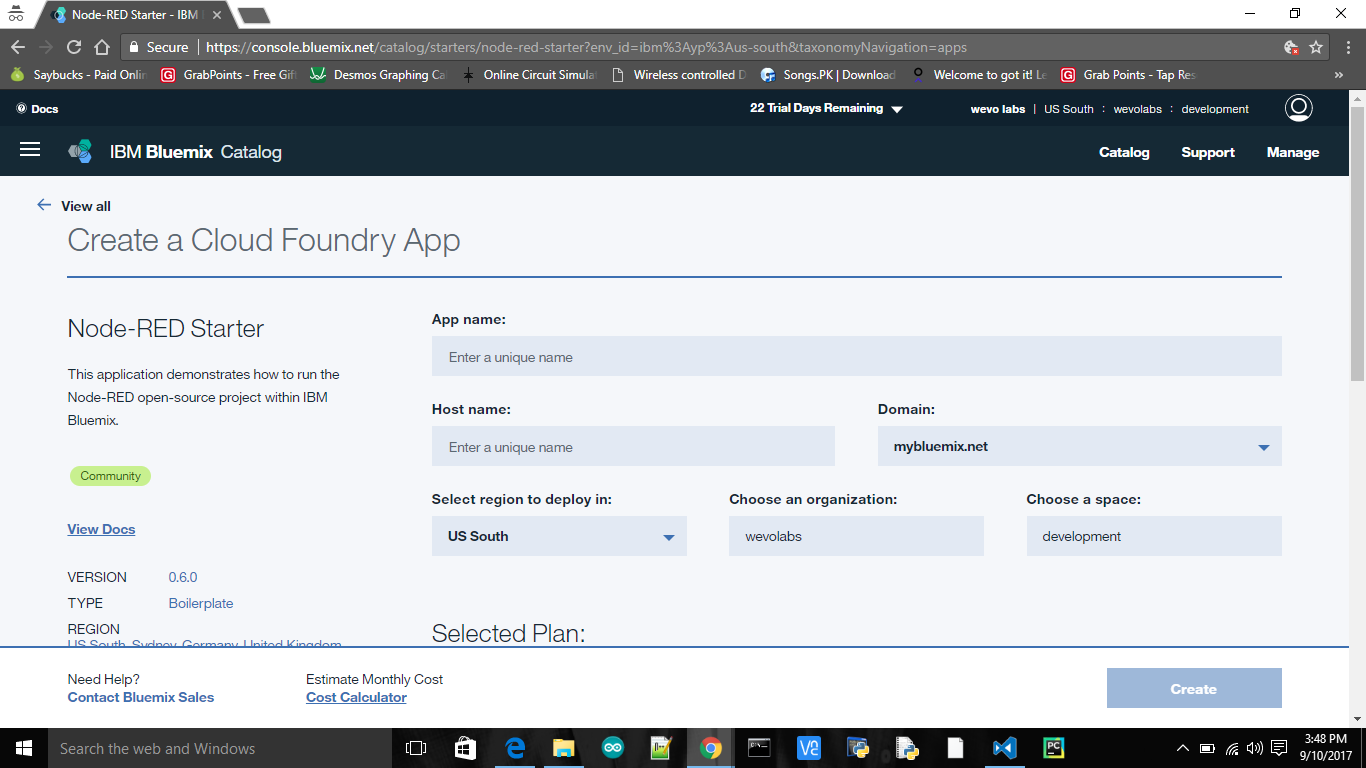 Node-RED Starter - IBM
Secure | https://console.bluemix.net/catalog/starters/node-red-starter?env_id=ibm%3Ayp%3Aus-south&taxonomyNavigation=apps
Saybucks - Paid Onlin GrabPoints - Free Gift Desmos Graphing Ca Online Circuit Simulat Wireless controlled D Songs.PK | Download Welcome to got it! Le Grab Points - Tap Res »
Docs 22 Trial Days Remaining wevo labs | US South : wevolabs : development
IBM Bluemix Catalog Catalog Support Manage
View all
Create a Cloud Foundry App
Node-RED Starter
This application demonstrates how to run the
Node-RED open-source project within IBM
Bluemix.
Community
View Docs
VERSION 0.6.0
TYPE Boilerplate
REGION
US South, Sydney, Germany, United Kingdom
App name:
Enter a unique name
Host name: Domain:
Enter a unique name mybluemix.net
Select region to deploy in: Choose an organization: Choose a space:
US South wevolabs development
Selected Plan:
Need Help? Estimate Monthly Cost
Contact Bluemix Sales Cost Calculator
Create
Search the web and Windows
3:48 PM
9/10/2017